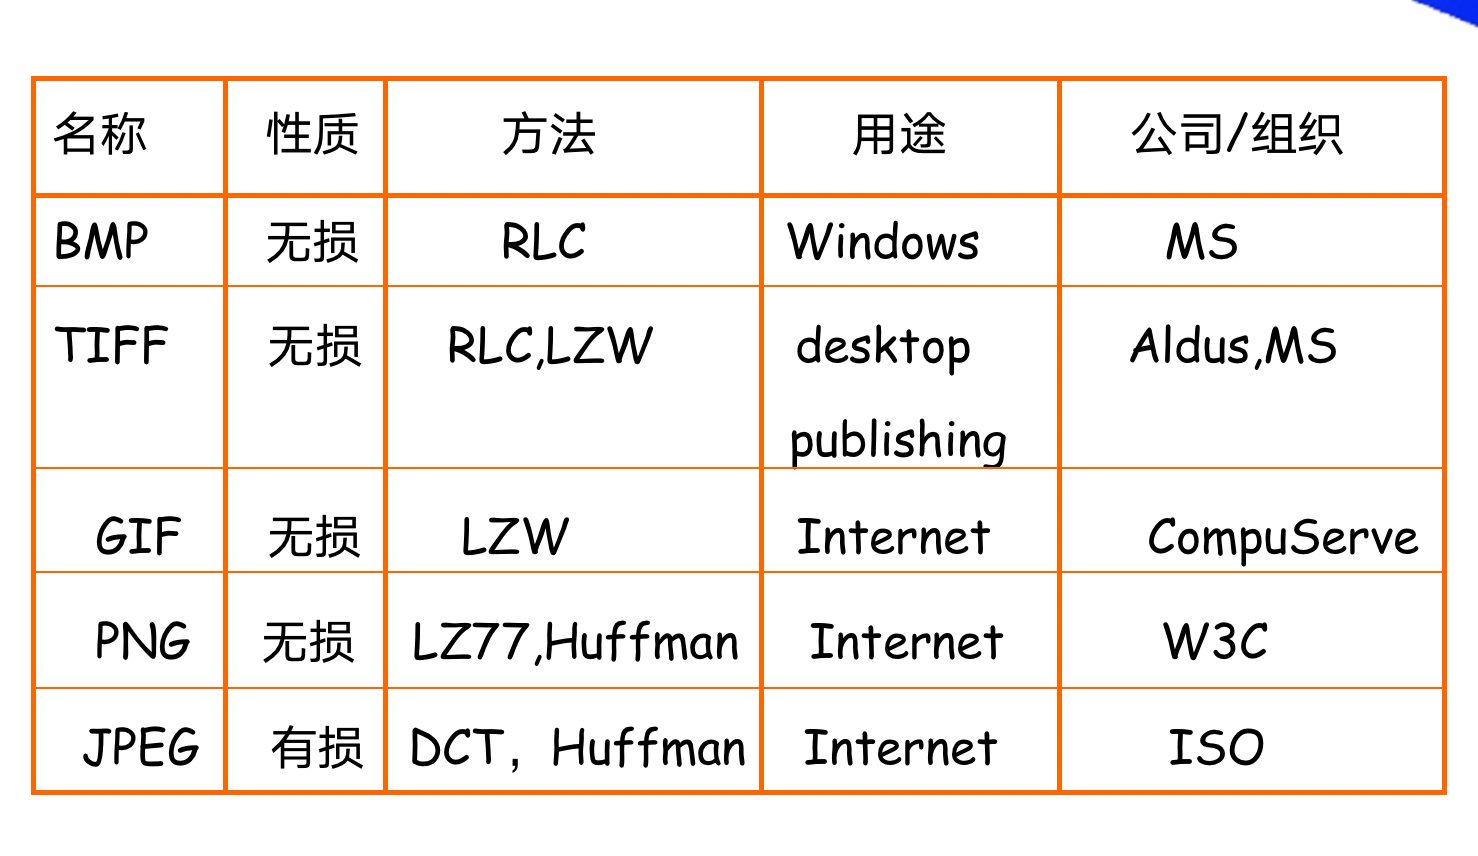 名称 性质 方法 用途 公司/组织
BMP 无损 RLC Windows MS
TIFF 无损 RLC,LZW desktop Aldus,MS
publishing
GIF 无损 LZW Internet CompuServe
PNG 无损 LZ77,Huffman Internet W3C
JPEG 有损 DCT，Huffman Internet ISO